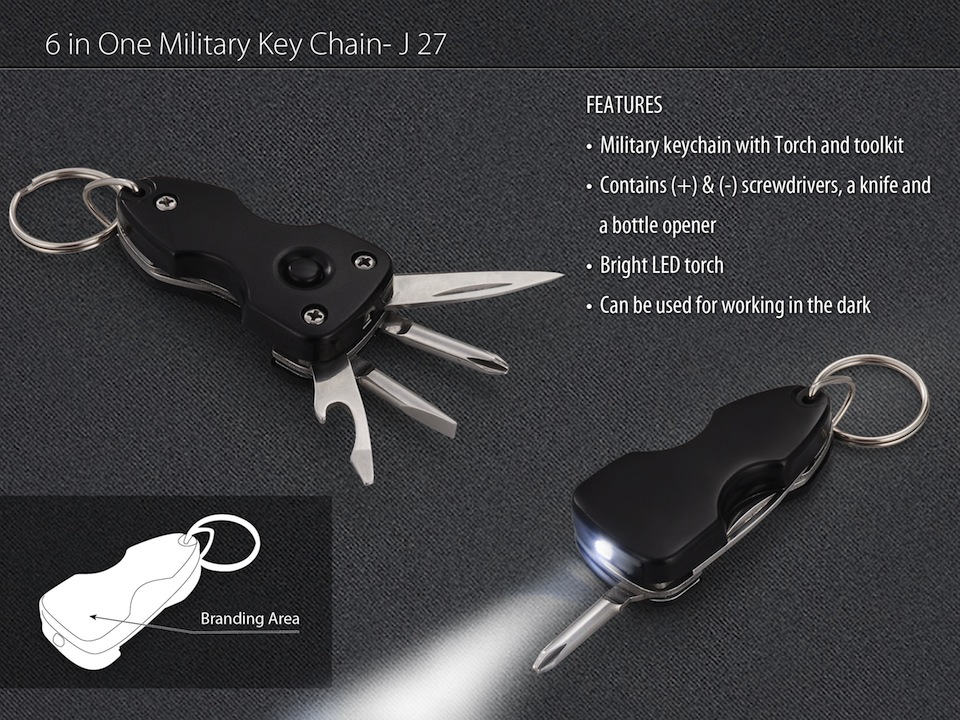 6 in One Military Key Chain- J 27
FEATURES
• Military keychain with Torch and toolkit
• Contains (+) & (-) screwdrivers, a knife and
a bottle opener
• Bright LED torch
• Can be used for working in the dark
Branding Area